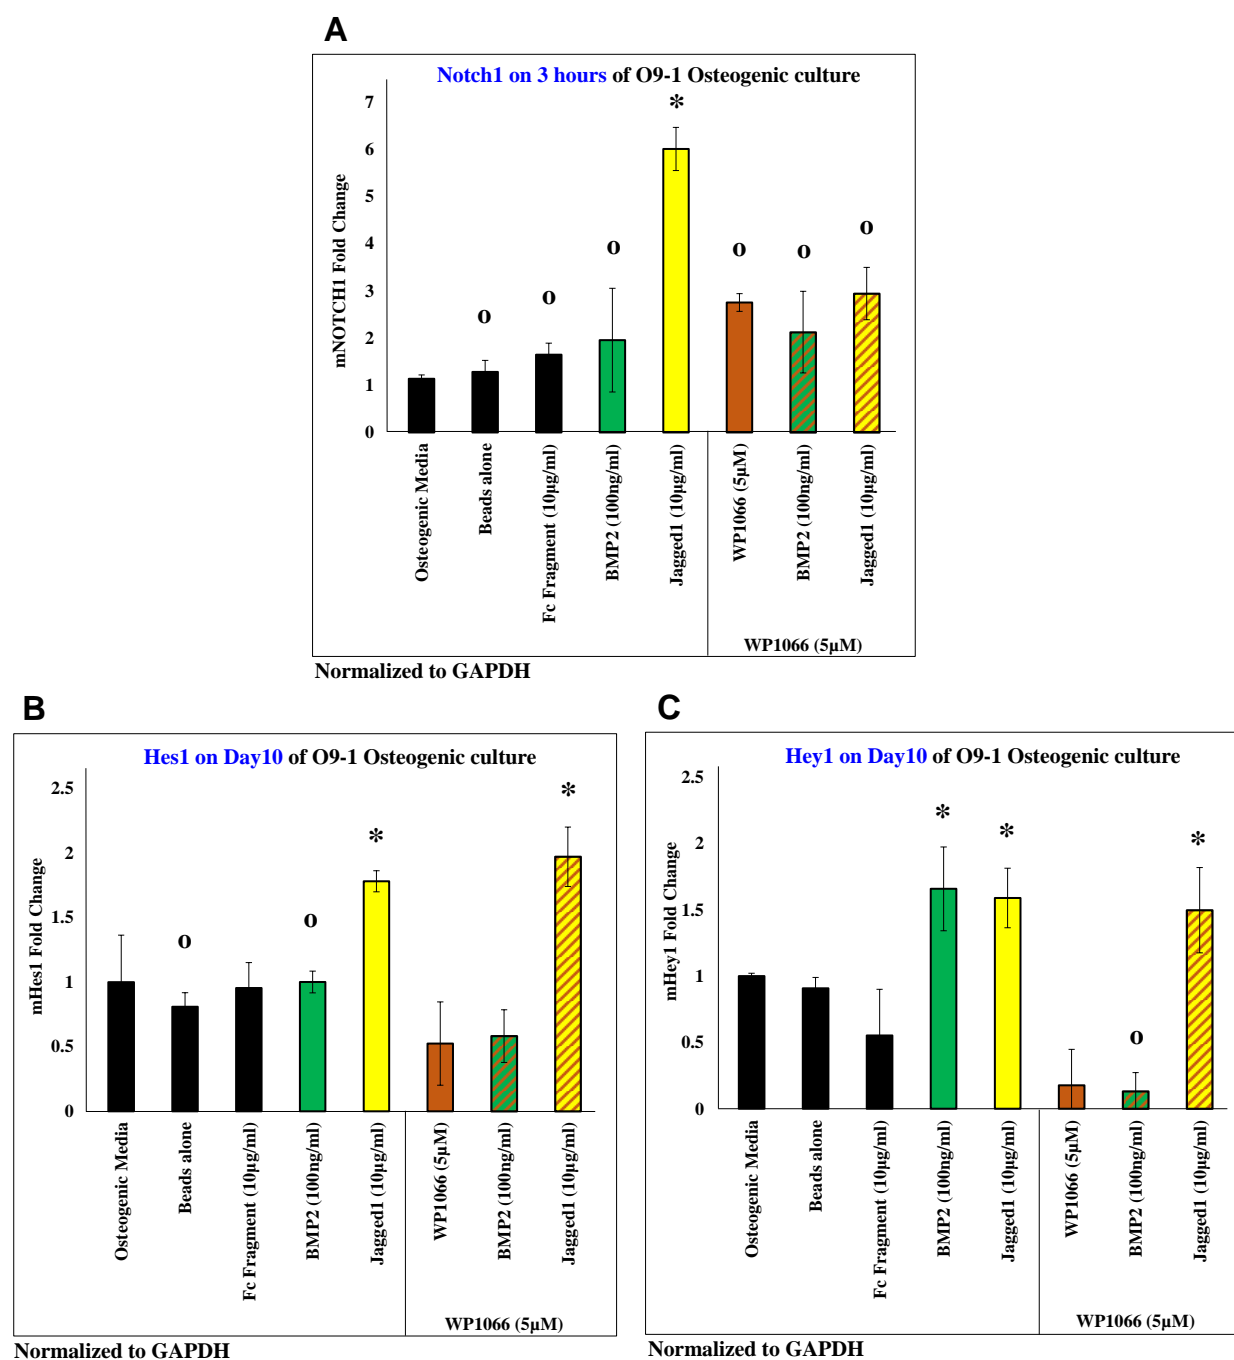 A
Notch1 on 3 hours of O9-1 Osteogenic culture
mNOTCH1 Fold Change
7
6
5
4
3
2
1
0
*
o
o
o
o
o
o
Osteogenic Media
Beads alone
Fc Fragment (10µg/ml)
BMP2 (100ng/ml)
Jagged1 (10µg/ml)
WP1066 (5µM)
BMP2 (100ng/ml)
Jagged1 (10µg/ml)
WP1066 (5µM)
Normalized to GAPDH
B
Hes1 on Day10 of O9-1 Osteogenic culture
mHes1 Fold Change
2.5
2
1.5
1
0.5
0
o
o
*
*
Osteogenic Media
Beads alone
Fc Fragment (10µg/ml)
BMP2 (100ng/ml)
Jagged1 (10µg/ml)
WP1066 (5µM)
BMP2 (100ng/ml)
Jagged1 (10µg/ml)
WP1066 (5µM)
Normalized to GAPDH
C
Hey1 on Day10 of O9-1 Osteogenic culture
mHey1 Fold Change
2.5
2
1.5
1
0.5
0
*
*
o
*
Osteogenic Media
Beads alone
Fc Fragment (10µg/ml)
BMP2 (100ng/ml)
Jagged1 (10µg/ml)
WP1066 (5µM)
BMP2 (100ng/ml)
Jagged1 (10µg/ml)
WP1066 (5µM)
Normalized to GAPDH